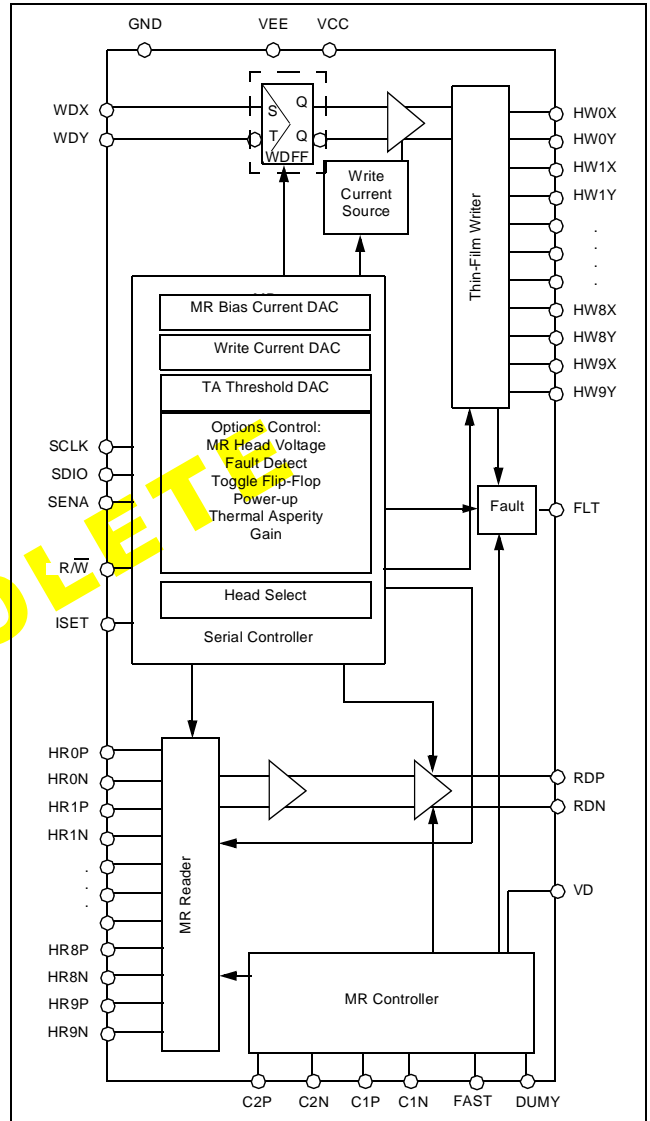 GND VEE VCC
WDX
WDY
S Q
T Q
WDFF
Write
Current
Source
Thin-Film Writer
HW0X
HW0Y
HW1X
HW1Y
.
.
.
.
HW8X
HW8Y
HW9X
HW9Y
MR Bias Current DAC
Write Current DAC
TA Threshold DAC
Options Control:
MR Head Voltage
Fault Detect
Toggle Flip-Flop
Power-up
Thermal Asperity
Gain
Head Select
Serial Controller
SCLK
SDIO
SENA
R/W̅
ISET
Fault
FLT
OLETE
HR0P
HR0N
HR1P
HR1N
.
.
.
HR8P
HR8N
HR9P
HR9N
MR Reader
RDP
RDN
VD
MR Controller
C2P C2N C1P C1N FAST DUMY